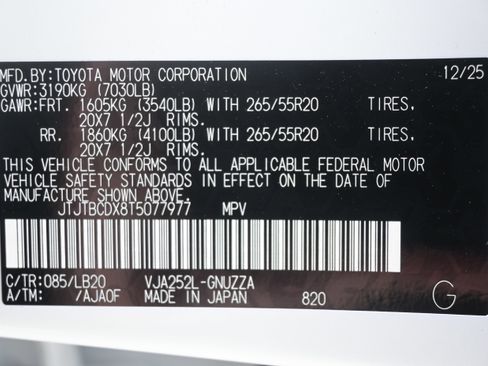 MFD.BY:TOYOTA MOTOR CORPORATION 12/25
GVWR:3190KG (7030LB)
GAWR:FRT. 1605KG (3540LB) WITH 265/55R20 TIRES,
20X7 1/2J RIMS.
RR. 1860KG (4100LB) WITH 265/55R20 TIRES,
20X7 1/2J RIMS.
THIS VEHICLE CONFORMS TO ALL APPLICABLE FEDERAL MOTOR
VEHICLE SAFETY STANDARDS IN EFFECT ON THE DATE OF
MANUFACTURE SHOWN ABOVE.
JTJTBCDX8T5077977 MPV
C/TR:085/LB20 VJA252L-GNUZZA
A/TM: /AJA0F MADE IN JAPAN 820 G